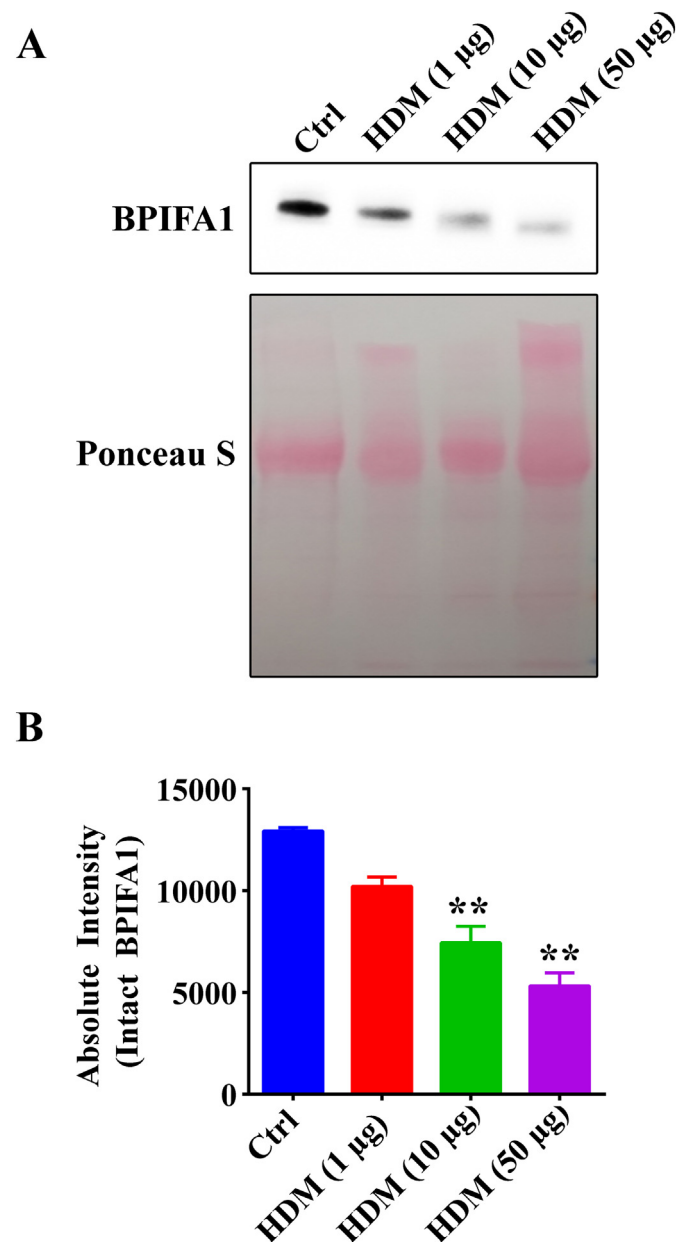 A
Ctrl
HDM (1 µg)
HDM (10 µg)
HDM (50 µg)
BPIFA1
Ponceau S
B
15000
10000
5000
0
Absolute Intensity
(Intact BPIFA1)
**
**
Ctrl
HDM (1 µg)
HDM (10 µg)
HDM (50 µg)